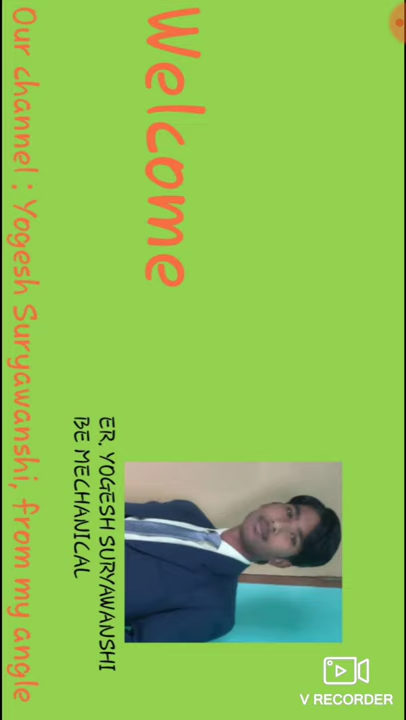 Welcome
ER. YOGESH SURYAWANSHI
BE MECHANICAL
Our channel : Yogesh Suryawanshi, from my angle
V RECORDER